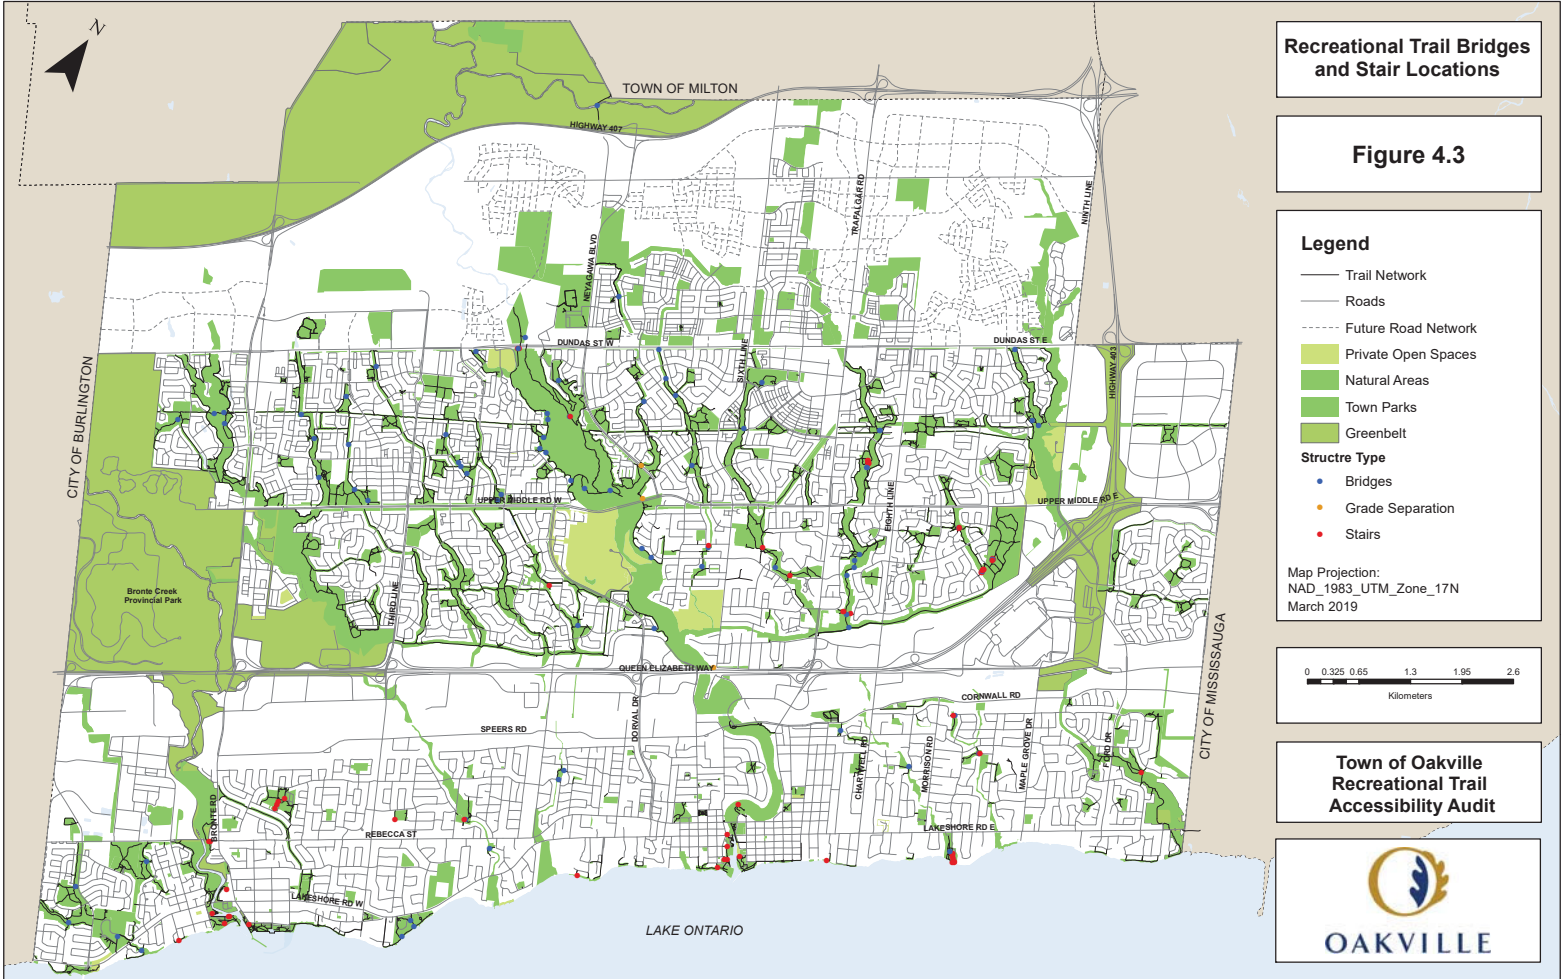 N
TOWN OF MILTON
HIGHWAY 407
NEYAGAWA BLVD
TRAFALGAR RD
NINTH LINE
DUNDAS ST W
SIXTH LINE
DUNDAS ST E
HIGHWAY 403
CITY OF BURLINGTON
UPPER MIDDLE RD W
EIGHTH LINE
UPPER MIDDLE RD E
Bronte Creek
Provincial Park
THIRD LINE
QUEEN ELIZABETH WAY
CITY OF MISSISSAUGA
CORNWALL RD
SPEERS RD
DORVAL DR
CHARTWELL RD
MORRISON RD
MAPLE GROVE DR
FORD DR
BRONTE RD
REBECCA ST
LAKESHORE RD E
LAKESHORE RD W
LAKE ONTARIO
Recreational Trail Bridges
and Stair Locations
Figure 4.3
Legend
Trail Network
Roads
Future Road Network
Private Open Spaces
Natural Areas
Town Parks
Greenbelt
Structre Type
Bridges
Grade Separation
Stairs
Map Projection:
NAD_1983_UTM_Zone_17N
March 2019
0 0.325 0.65 1.3 1.95 2.6
Kilometers
Town of Oakville
Recreational Trail
Accessibility Audit
OAKVILLE